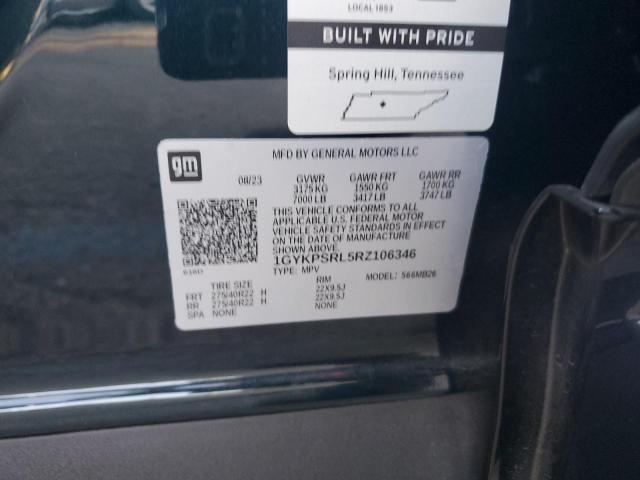 LOCAL 1853
BUILT WITH PRIDE
Spring Hill, Tennessee
gm
MFD BY GENERAL MOTORS LLC
08/23 GVWR GAWR FRT GAWR RR
3175 KG 1550 KG 1700 KG
7000 LB 3417 LB 3747 LB
THIS VEHICLE CONFORMS TO ALL
APPLICABLE U.S. FEDERAL MOTOR
VEHICLE SAFETY STANDARDS IN EFFECT
ON THE DATE OF MANUFACTURE
SHOWN ABOVE.
1GYKPSRL5RZ106346
TYPE: MPV MODEL: 566MB26
TIRE SIZE RIM
FRT 275/40R22 H 22X9.5J
RR 275/40R22 H 22X9.5J
SPA NONE NONE